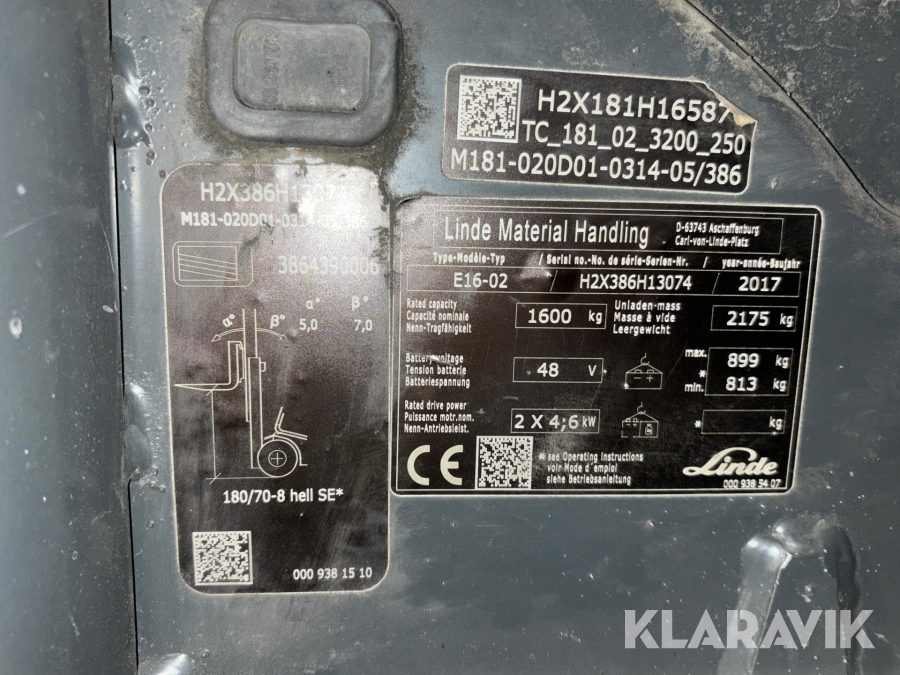 H2X181H16587
TC_181_02_3200_250
M181-020D01-0314-05/386
H2X386H13074
M181-020D01-0314-05/386
3864390006
α° β°
5,0 7,0
α° β°
180/70-8 hell SE*
000 938 15 10
Linde Material Handling
D-63743 Aschaffenburg
Carl-von-Linde-Platz
Type-Modèle-Typ / Serial no.-No. de série-Serien-Nr. / year-année-Baujahr
E16-02 / H2X386H13074 / 2017
Rated capacity
Capacité nominale
Nenn-Tragfähigkeit
1600 kg
Unladen-mass
Masse à vide
Leergewicht
2175 kg
Battery voltage
Tension batterie
Batteriespannung
48 V
max. 899 kg
*
min. 813 kg
Rated drive power
Puissance motr.nom.
Nenn-Antriebsleist.
2 X 4,6 kW
* kg
CE
* see Operating Instructions
voir Mode d'emploi
siehe Betriebsanleitung
Linde
000 938 54 07
KLARAVIK